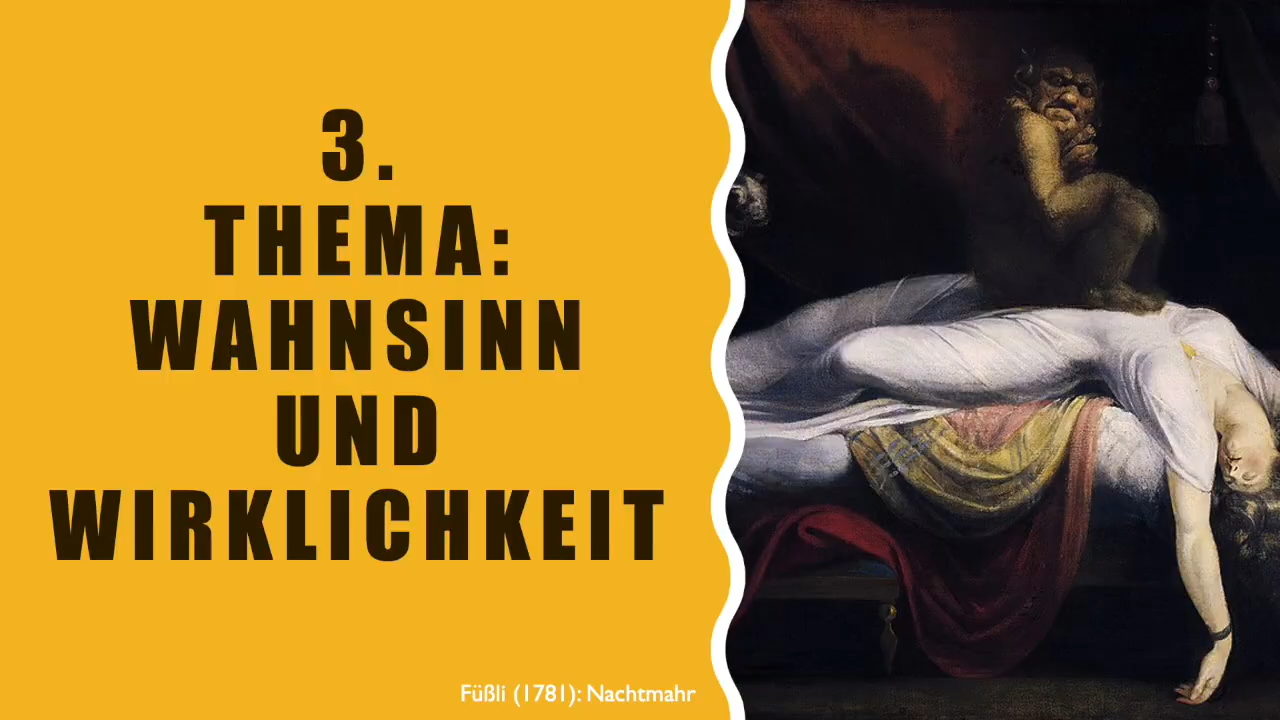 3.
THEMA:
WAHNSINN
UND
WIRKLICHKEIT
Füßli (1781): Nachtmahr